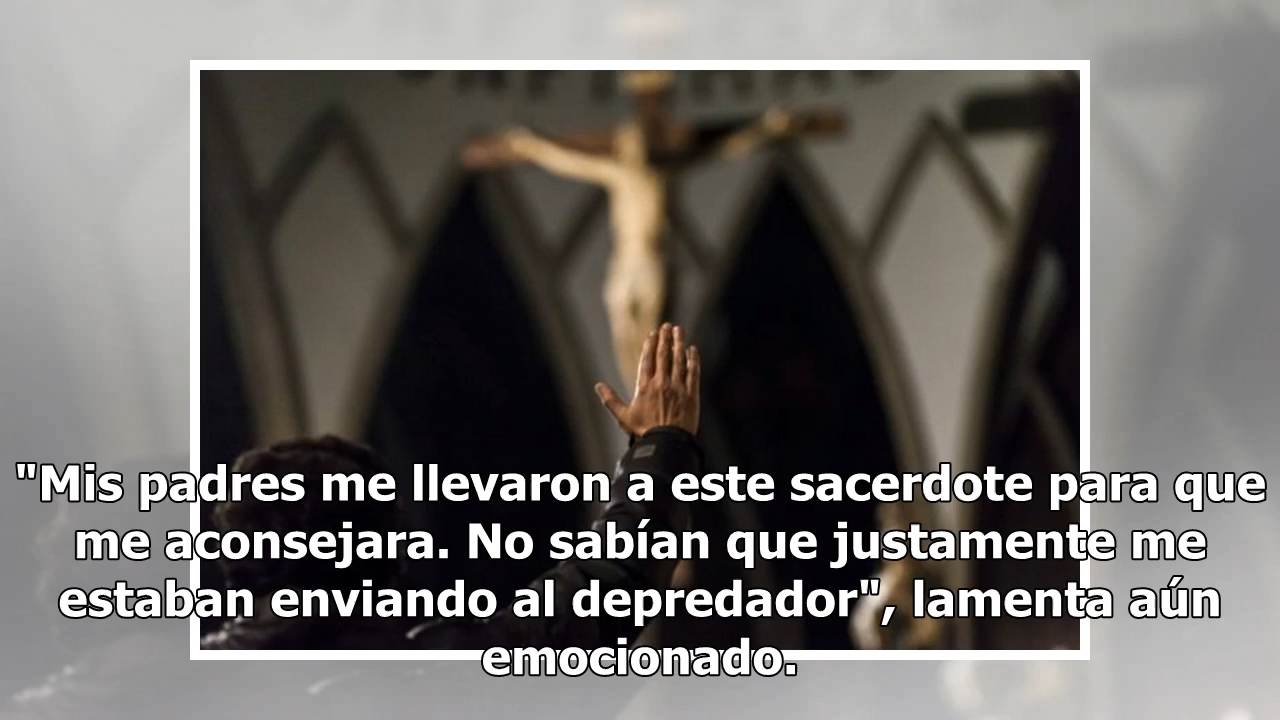 "Mis padres me llevaron a este sacerdote para que
me aconsejara. No sabían que justamente me
estaban enviando al depredador", lamenta aún
emocionado.